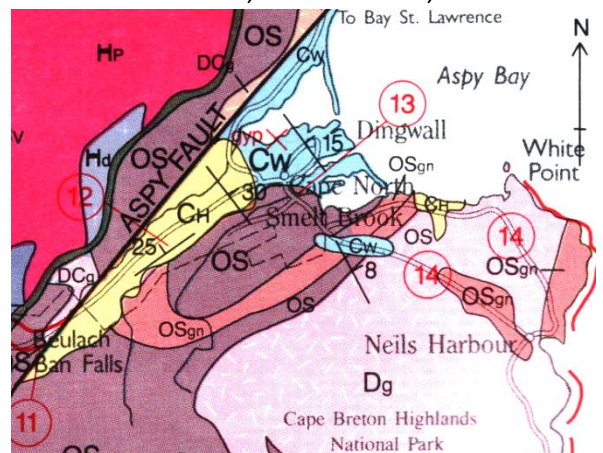 To Bay St. Lawrence
N
OS
Cw
HP
DCg
Aspy Bay
13
gyp
15
Dingwall
White
Point
Hd
OS
ASPY FAULT
Cw
OSgn
12
30
Cape North
CH
CH
Smelt Brook
OS
14
25
OS
Cw
14
OSgn
DCg
8
OS
OSgn
OSgn
Beulach
Ban Falls
S
Neils Harbour
Dg
11
Cape Breton Highlands
National Park
OS